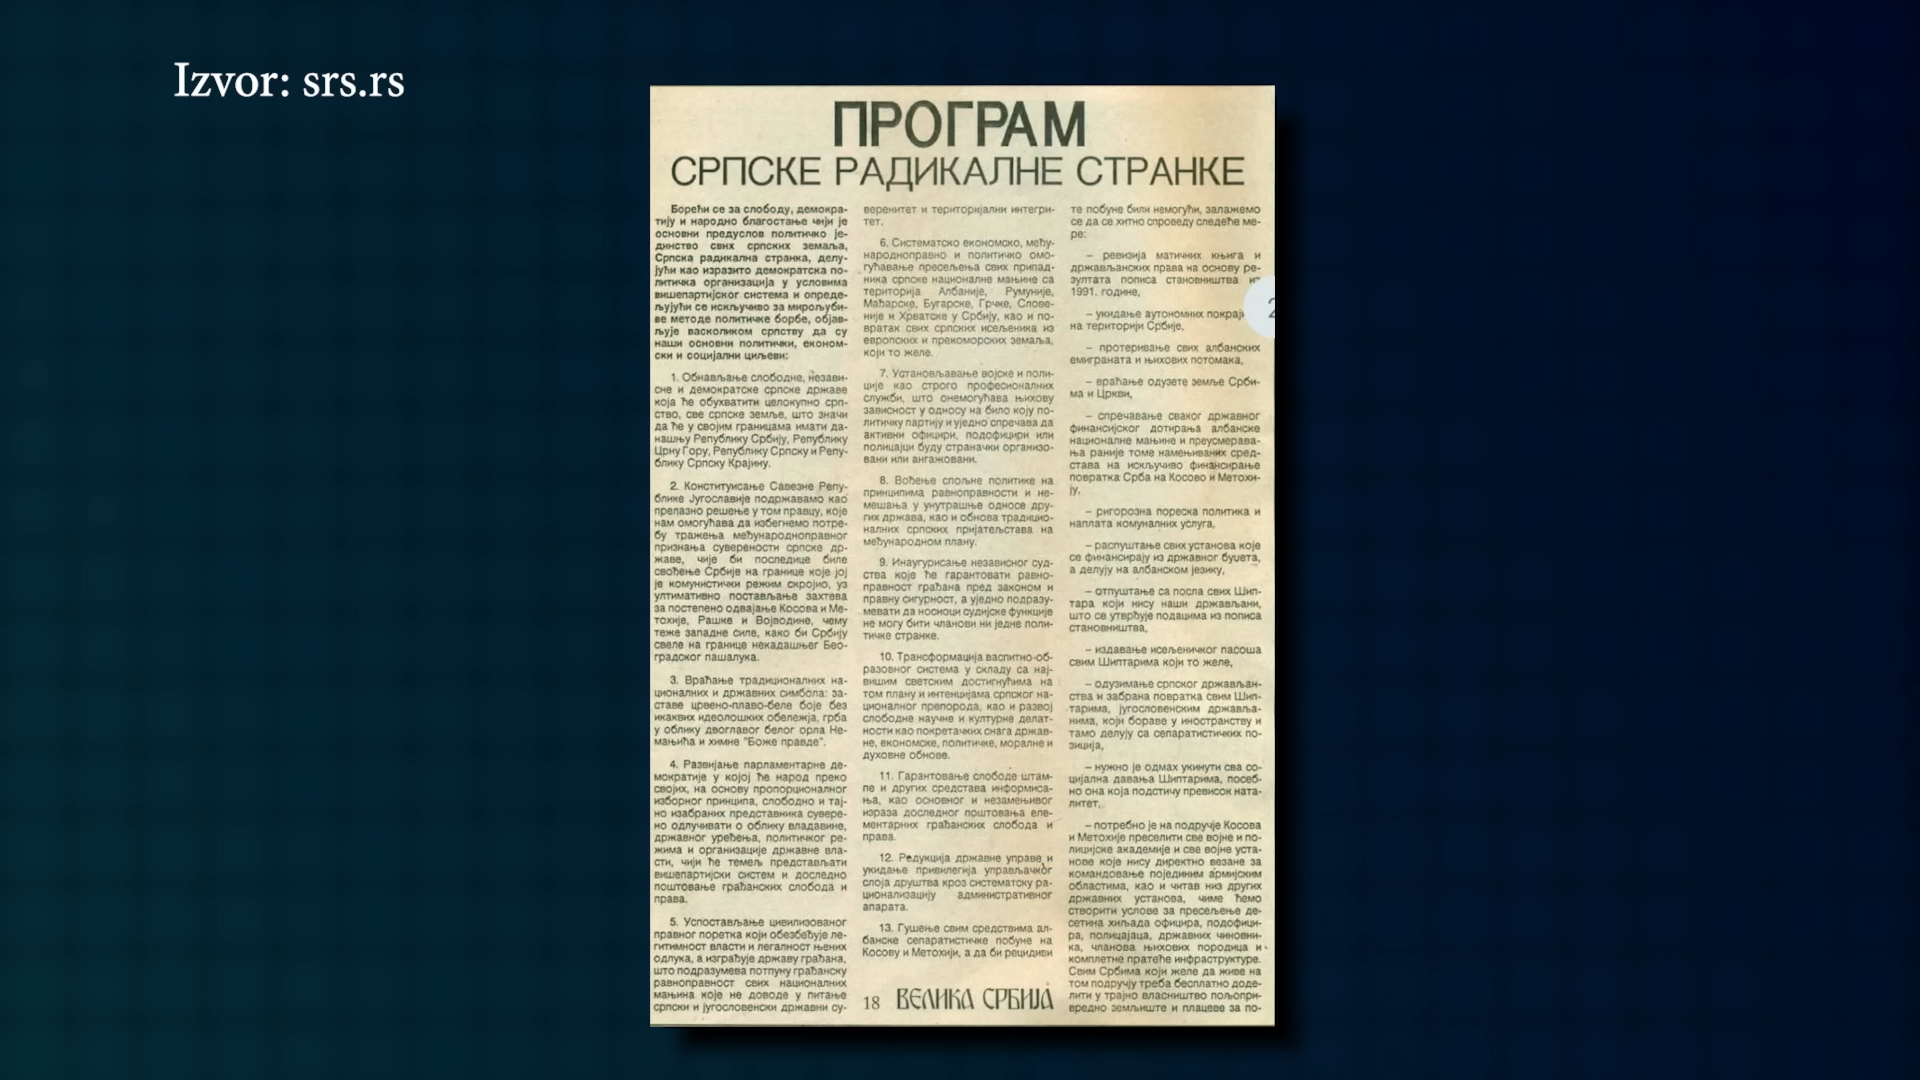 Izvor: srs.rs
ПРОГРАМ
СРПСКЕ РАДИКАЛНЕ СТРАНКЕ
Борећи се за слободу, демокра-
тију и народно благостање чији је
основни предуслов политичко је-
динство свих српских земаља,
Српска радикална странка, делу-
јући као изразито демократска по-
литичка организација у условима
вишепартијског система и опреде-
љујући се искључиво за мирољуби-
ве методе политичке борбе, објав-
љује васколиком српству да су
наши основни политички, економ-
ски и социјални циљеви:
1. Обнављање слободне, незави-
сне и демократске српске државе
која ће обухватити целокупно срп-
ство, све српске земље, што значи
да ће у својим границама имати да-
нашњу Републику Србију, Републику
Црну Гору, Републику Српску и Репу-
блику Српску Крајину.
2. Конституисање Савезне Репу-
блике Југославије подржавамо као
прелазно решење у том правцу, које
нам омогућава да избегнемо потре-
бу тражења међународноправног
признања суверености српске др-
жаве, чије би последице биле
свођење Србије на границе које јој
је комунистички режим скројио, уз
ултимативно постављање захтева
за постепено одвајање Косова и Ме-
тохије, Рашке и Војводине, чему
теже западне силе, како би Србију
свеле на границе некадашњег Бео-
градског пашалука.
3. Враћање традиционалних на-
ционалних и државних симбола: за-
ставе црвено-плаво-беле боје без
икаквих идеолошких обележја, грба
у облику двоглавог белог орла Не-
мањића и химне "Боже правде".
4. Развијање парламентарне де-
мократије у којој ће народ преко
својих, на основу пропорционалног
изборног принципа, слободно и тај-
но изабраних представника сувере-
но одлучивати о облику владавине,
државног уређења, политичког ре-
жима и организације државне вла-
сти, чији ће темељ представљати
вишепартијски систем и доследно
поштовање грађанских слобода и
права.
5. Успостављање цивилизованог
правног поретка који обезбеђује ле-
гитимност власти и легалност њених
одлука, а изграђује државу грађана,
што подразумева потпуну грађанску
равноправност свих националних
мањина које не доводе у питање
српски и југословенски државни су-
веренитет и територијални интегри-
тет.
6. Систематско економско, међу-
народноправно и политичко омо-
гућавање пресељења свих припад-
ника српске националне мањине са
територија Албаније, Румуније,
Мађарске, Бугарске, Грчке, Слове-
није и Хрватске у Србију, као и по-
вратак свих српских исељеника из
европских и прекоморских земаља,
који то желе.
7. Установљавање војске и поли-
ције као строго професионалних
служби, што онемогућава њихову
зависност у односу на било коју по-
литичку партију и уједно спречава да
активни официри, подофицири или
полицајци буду страначки организо-
вани или ангажовани.
8. Вођење спољне политике на
принципима равноправности и не-
мешања у унутрашње односе дру-
гих држава, као и обнова традицио-
налних српских пријатељстава на
међународном плану.
9. Инаугурисање независног суд-
ства које ће гарантовати равно-
правност грађана пред законом и
правну сигурност, а уједно подразу-
мевати да носиоци судијске функције
не могу бити чланови ни једне поли-
тичке странке.
10. Трансформација васпитно-об-
разовног система у складу са нај-
вишим светским достигнућима на
том плану и интенцијама српског на-
ционалног препорода, као и развој
слободне научне и културне делат-
ности као покретачких снага држав-
не, економске, политичке, моралне и
духовне обнове.
11. Гарантовање слободе штам-
пе и других средстава информиса-
ња, као основног и незамењивог
израза доследног поштовања еле-
ментарних грађанских слобода и
права.
12. Редукција државне управе и
укидање привилегија управљачког
слоја друштва кроз систематску ра-
ционализацију административног
апарата.
13. Гушење свим средствима ал-
банске сепаратистичке побуне на
Косову и Метохији, а да би рецидиви
18 ВЕЛИКА СРБИЈА
те побуне били немогући, залажемо
се да се хитно спроведу следеће ме-
ре:
– ревизија матичних књига и
држављанских права на основу ре-
зултата пописа становништва из
1991. године,
– укидање аутономних покрај
на територији Србије,
– протеривање свих албанских
емиграната и њихових потомака,
– враћање одузете земље Срби-
ма и Цркви,
– спречавање сваког државног
финансијског дотирања албанске
националне мањине и преусмерава-
ња раније томе намењиваних сред-
става на искључиво финансирање
повратка Срба на Косово и Метохи-
ју,
– ригорозна пореска политика и
наплата комуналних услуга,
– распуштање свих установа које
се финансирају из државног буџета,
а делују на албанском језику,
– отпуштање са посла свих Шип-
тара који нису наши држављани,
што се утврђује подацима из пописа
становништва,
– издавање исељеничког пасоша
свим Шиптарима који то желе,
– одузимање српског држављан-
ства и забрана повратка свим Шип-
тарима, југословенским држављa-
нима, који бораве у иностранству и
тамо делују са сепаратистичких по-
зиција,
– нужно је одмах укинути сва со-
цијална давања Шиптарима, посеб-
но она која подстичу превисок ната-
литет,
– потребно је на подручје Косова
и Метохије преселити све војне и по-
лицијске академије и све војне уста-
нове које нису директно везане за
командовање појединим армијским
областима, као и читав низ других
државних установа, чиме ћемо
створити услове за пресељење де-
сетина хиљада официра, подофици-
ра, полицајаца, државних чиновни-
ка, чланова њихових породица и
комплетне пратеће инфраструктуре.
Свим Србима који желе да живе на
том подручју треба бесплатно доде-
лити у трајно власништво пољопри-
вредно земљиште и плацеве за по-
2